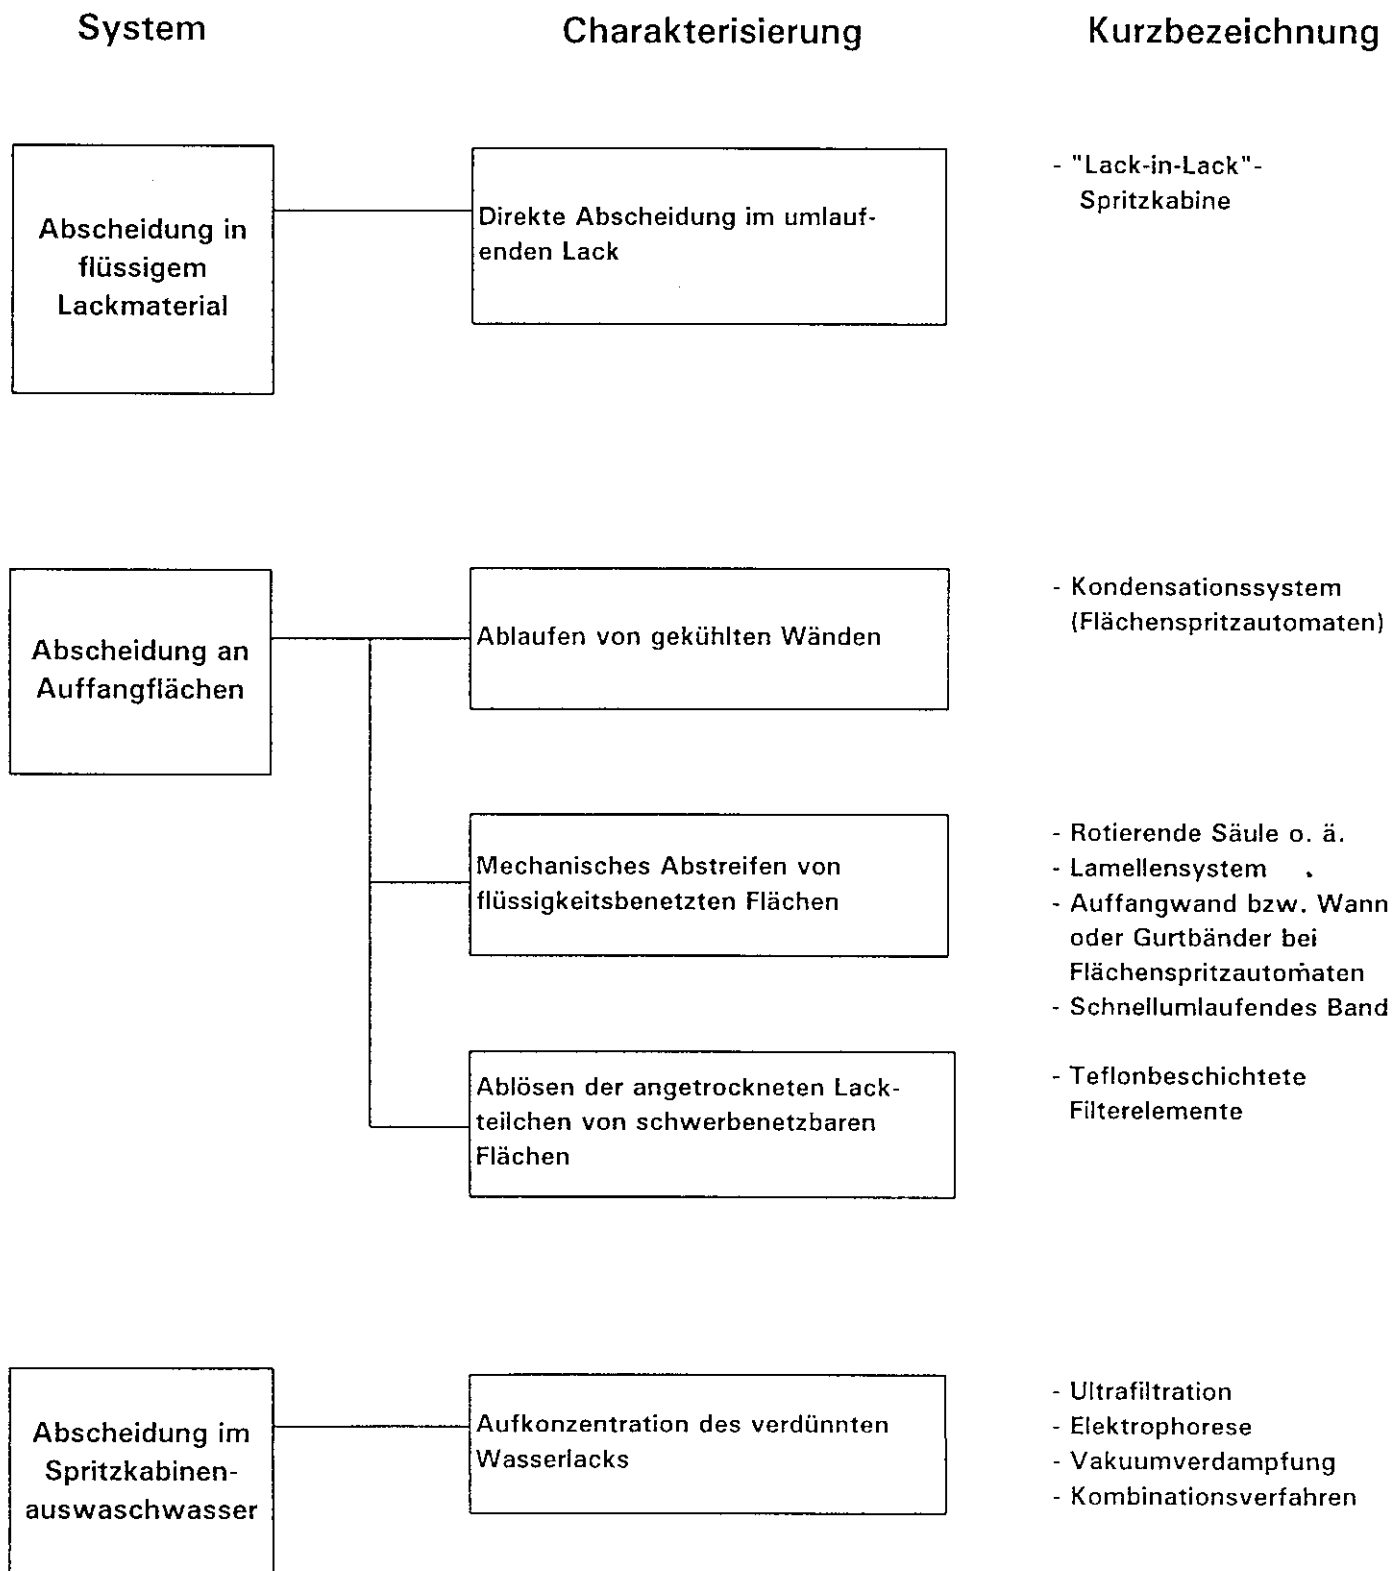 System Charakterisierung Kurzbezeichnung
Abscheidung in
flüssigem
Lackmaterial
Direkte Abscheidung im umlauf-
enden Lack
- "Lack-in-Lack"-
Spritzkabine
Abscheidung an
Auffangflächen
Ablaufen von gekühlten Wänden
- Kondensationssystem
(Flächenspritzautomaten)
Mechanisches Abstreifen von
flüssigkeitsbenetzten Flächen
- Rotierende Säule o. ä.
- Lamellensystem
- Auffangwand bzw. Wann
oder Gurtbänder bei
Flächenspritzautomaten
- Schnellumlaufendes Band
Ablösen der angetrockneten Lack-
teilchen von schwerbenetzbaren
Flächen
- Teflonbeschichtete
Filterelemente
Abscheidung im
Spritzkabinen-
auswaschwasser
Aufkonzentration des verdünnten
Wasserlacks
- Ultrafiltration
- Elektrophorese
- Vakuumverdampfung
- Kombinationsverfahren